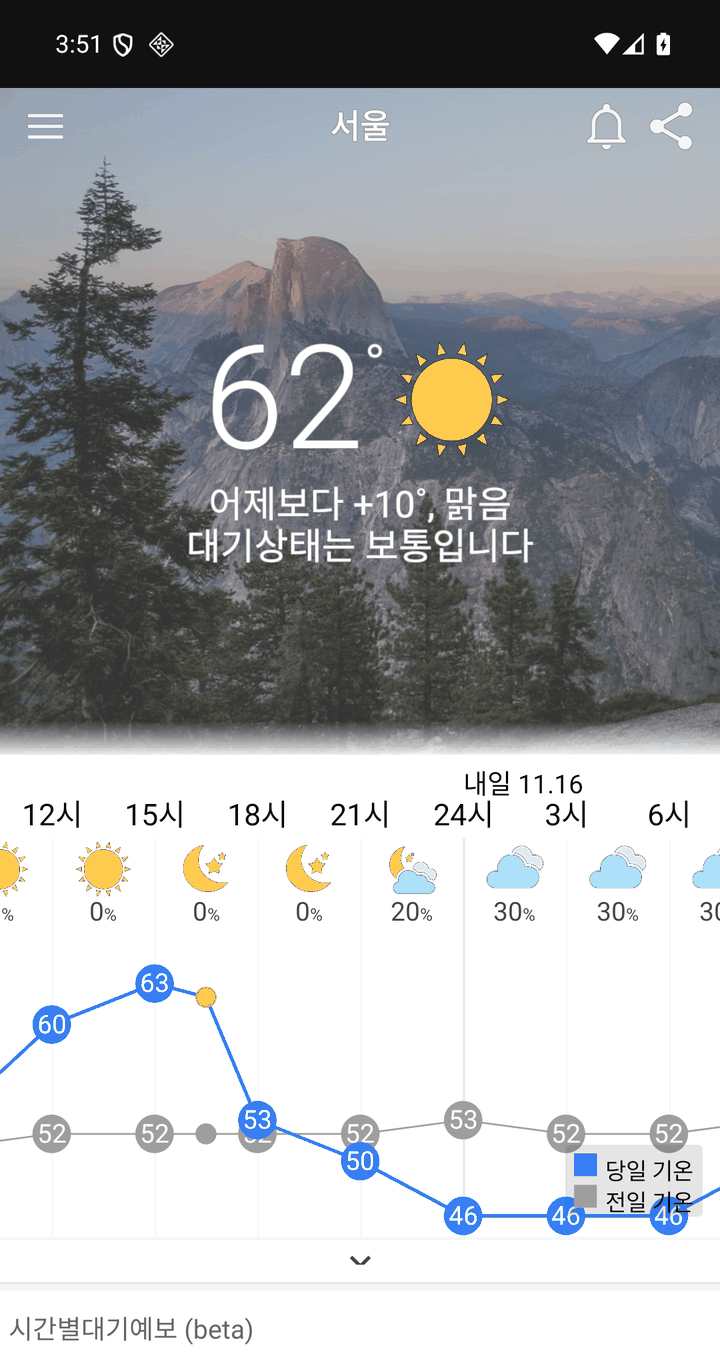 3:51
서울
62°
어제보다 +10°, 맑음
대기상태는 보통입니다
내일 11.16
12시 15시 18시 21시 24시 3시 6시
% 0% 0% 0% 20% 30% 30% 30
60 63 53 50 46 46 46
52 52 52 52 53 52 52
당일 기온
전일 기온
시간별대기예보 (beta)